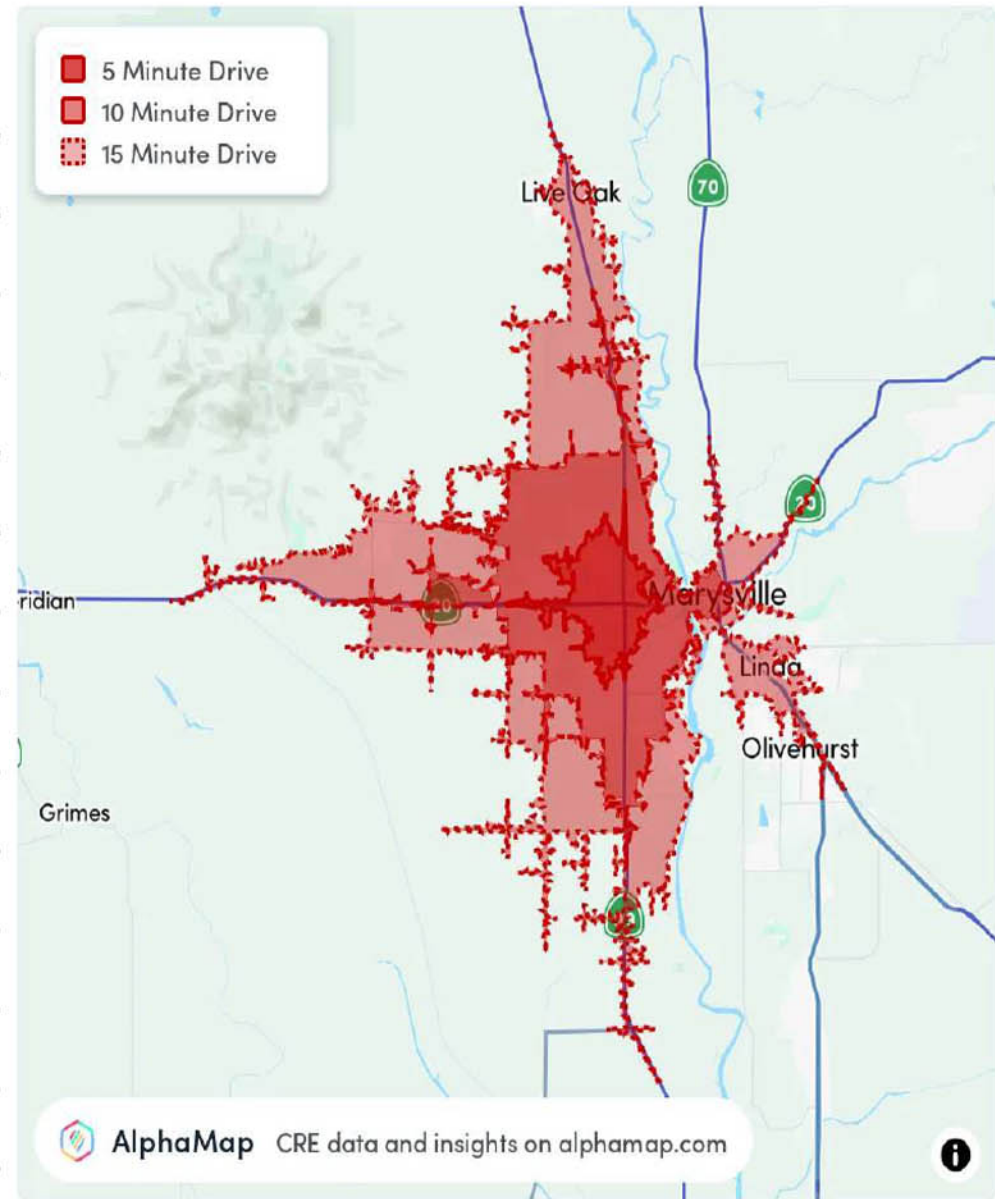 5 Minute Drive
10 Minute Drive
15 Minute Drive
Live Oak
70
20
Marysville
ridian
20
Linda
Olivehurst
Grimes
AlphaMap CRE data and insights on alphamap.com
i